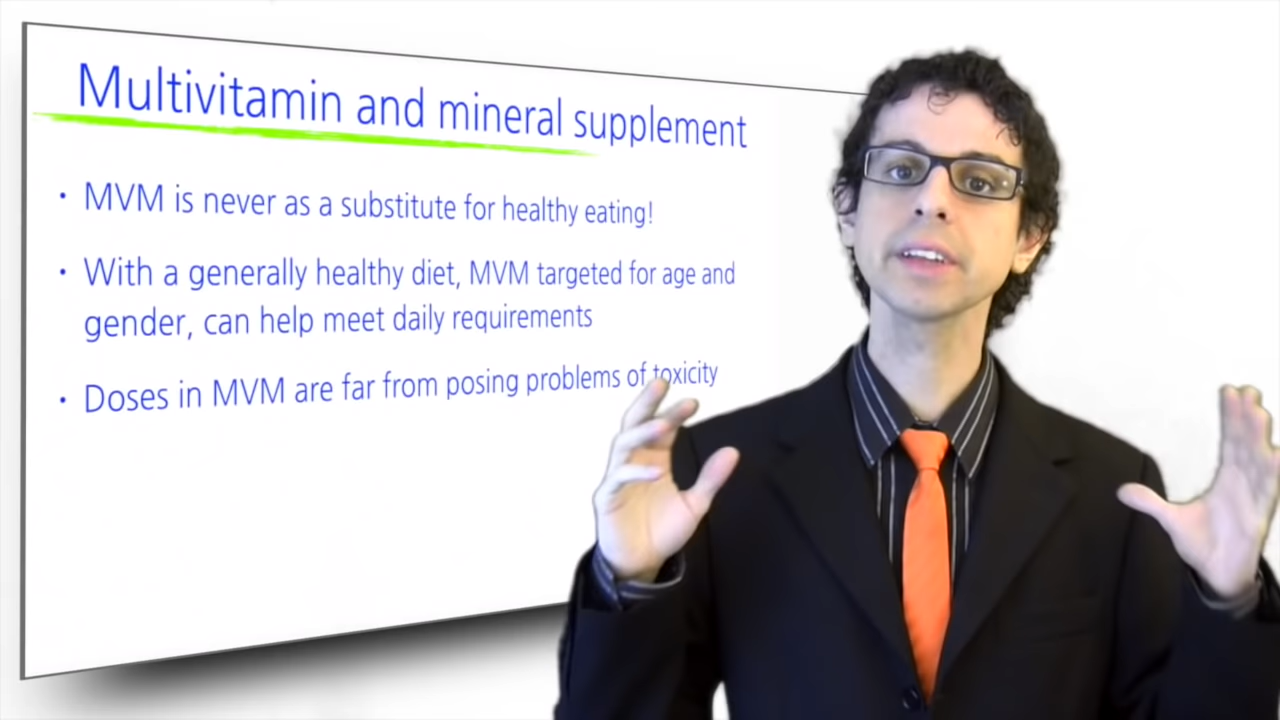 Multivitamin and mineral supplement
• MVM is never as a substitute for healthy eating!
• With a generally healthy diet, MVM targeted for age and
gender, can help meet daily requirements
• Doses in MVM are far from posing problems of toxicity